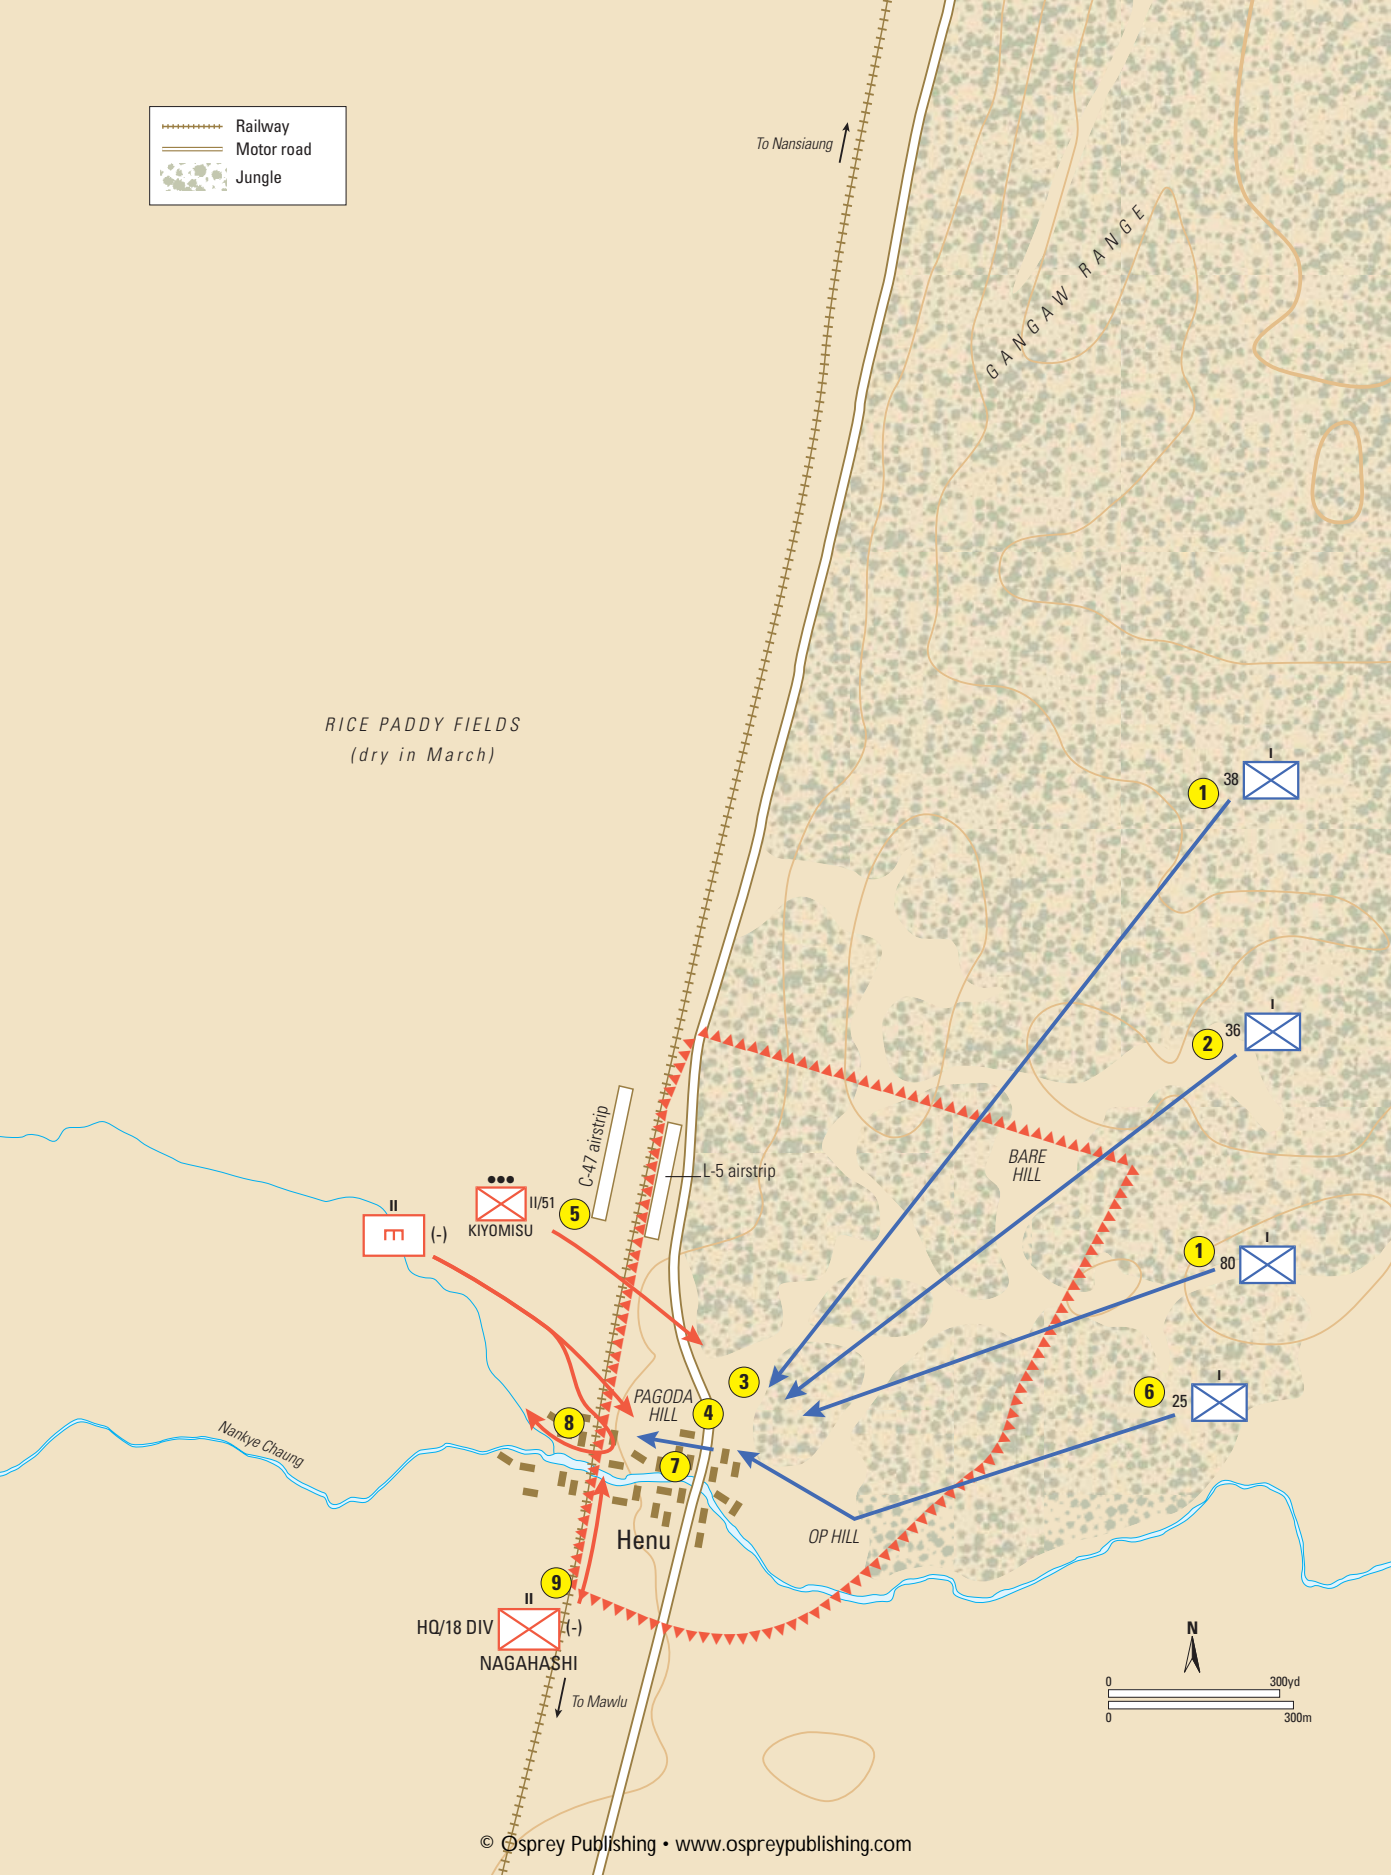 Railway
Motor road
Jungle
To Nansiaung
GANGAW RANGE
RICE PADDY FIELDS
(dry in March)
I
38
1
I
36
2
BARE
HILL
C-47 airstrip
L-5 airstrip
II/51
KIYOMISU
5
II
E
(-)
I
80
1
I
25
6
3
PAGODA
HILL
4
8
7
Nankye Chaung
Henu
OP HILL
9
II
HQ/18 DIV
(-)
NAGAHASHI
To Mawlu
N
0
300yd
0
300m
© Osprey Publishing • www.ospreypublishing.com